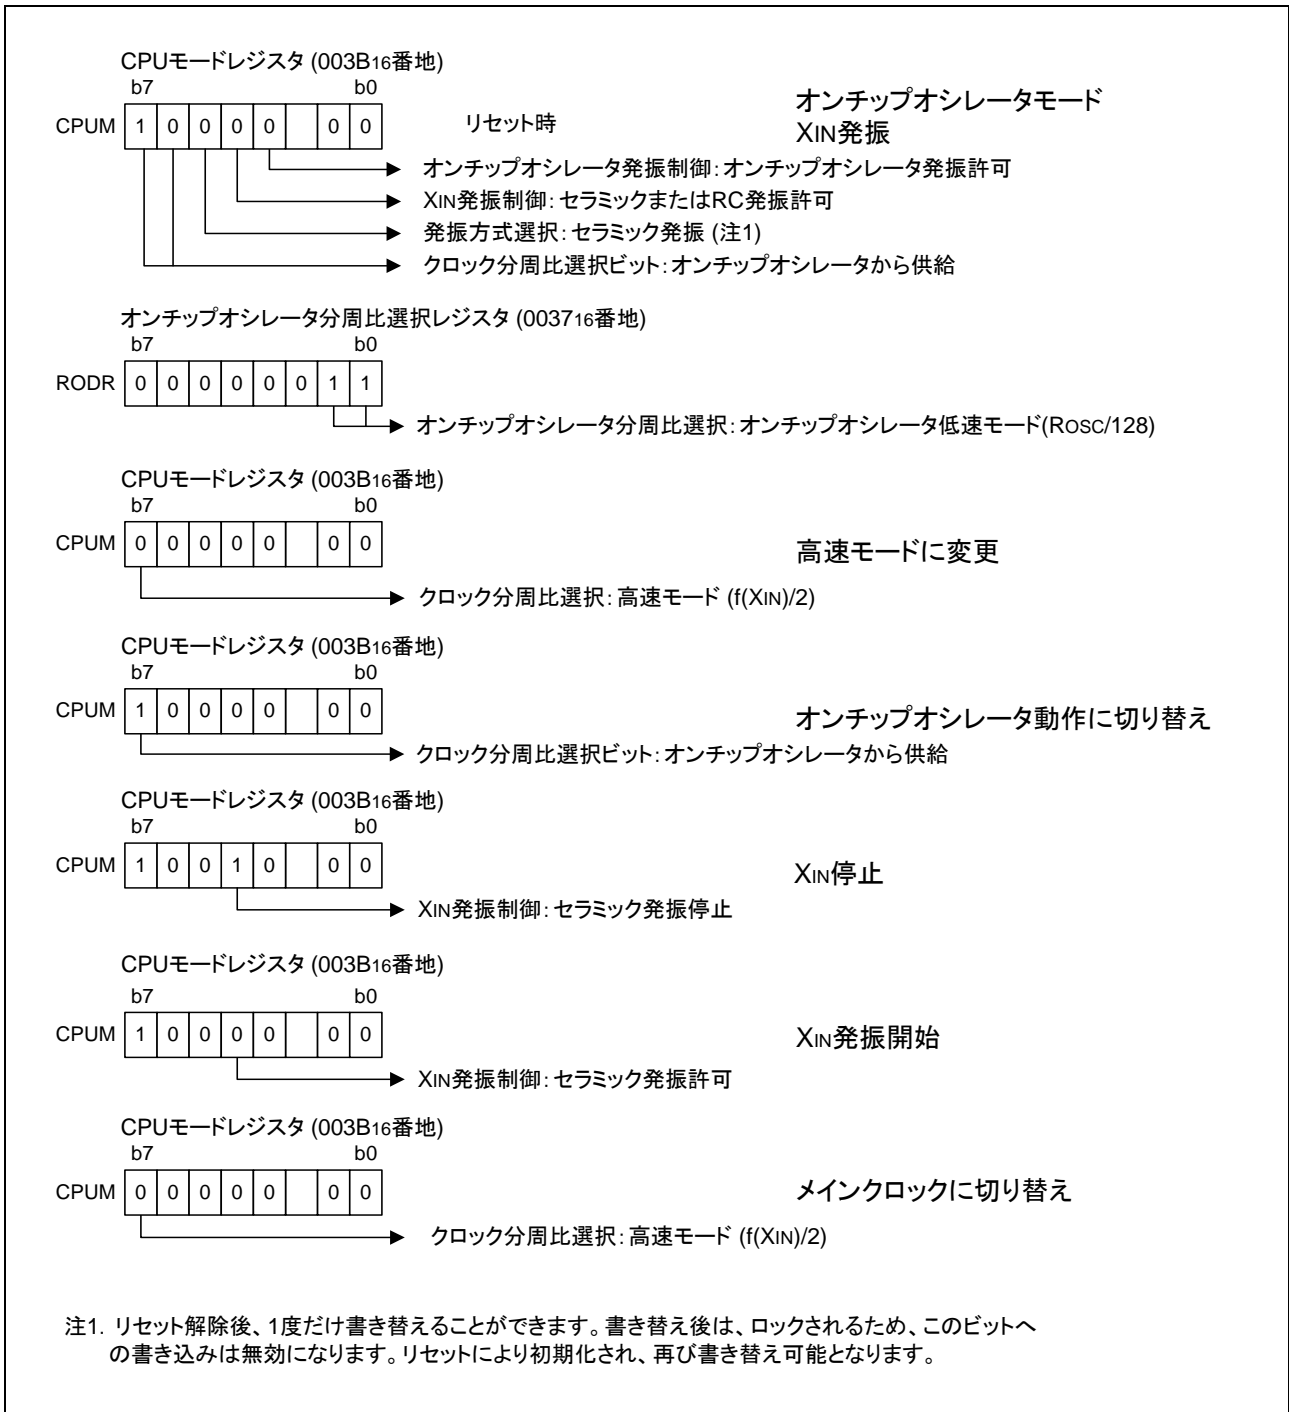 CPUモードレジスタ (003B16番地)
b7 b0
CPUM 1 0 0 0 0 0 0 リセット時
オンチップオシレータモード
XIN発振
オンチップオシレータ発振制御：オンチップオシレータ発振許可
XIN発振制御：セラミックまたはRC発振許可
発振方式選択：セラミック発振 (注1)
クロック分周比選択ビット：オンチップオシレータから供給
オンチップオシレータ分周比選択レジスタ (003716番地)
b7 b0
RODR 0 0 0 0 0 0 1 1
オンチップオシレータ分周比選択：オンチップオシレータ低速モード(ROSC/128)
CPUモードレジスタ (003B16番地)
b7 b0
CPUM 0 0 0 0 0 0 0 高速モードに変更
クロック分周比選択：高速モード (f(XIN)/2)
CPUモードレジスタ (003B16番地)
b7 b0
CPUM 1 0 0 0 0 0 0 オンチップオシレータ動作に切り替え
クロック分周比選択ビット：オンチップオシレータから供給
CPUモードレジスタ (003B16番地)
b7 b0
CPUM 1 0 0 1 0 0 0 XIN停止
XIN発振制御：セラミック発振停止
CPUモードレジスタ (003B16番地)
b7 b0
CPUM 1 0 0 0 0 0 0 XIN発振開始
XIN発振制御：セラミック発振許可
CPUモードレジスタ (003B16番地)
b7 b0
CPUM 0 0 0 0 0 0 0 メインクロックに切り替え
クロック分周比選択：高速モード (f(XIN)/2)
注1. リセット解除後、1度だけ書き替えることができます。書き替え後は、ロックされるため、このビットへ
の書き込みは無効になります。リセットにより初期化され、再び書き替え可能となります。